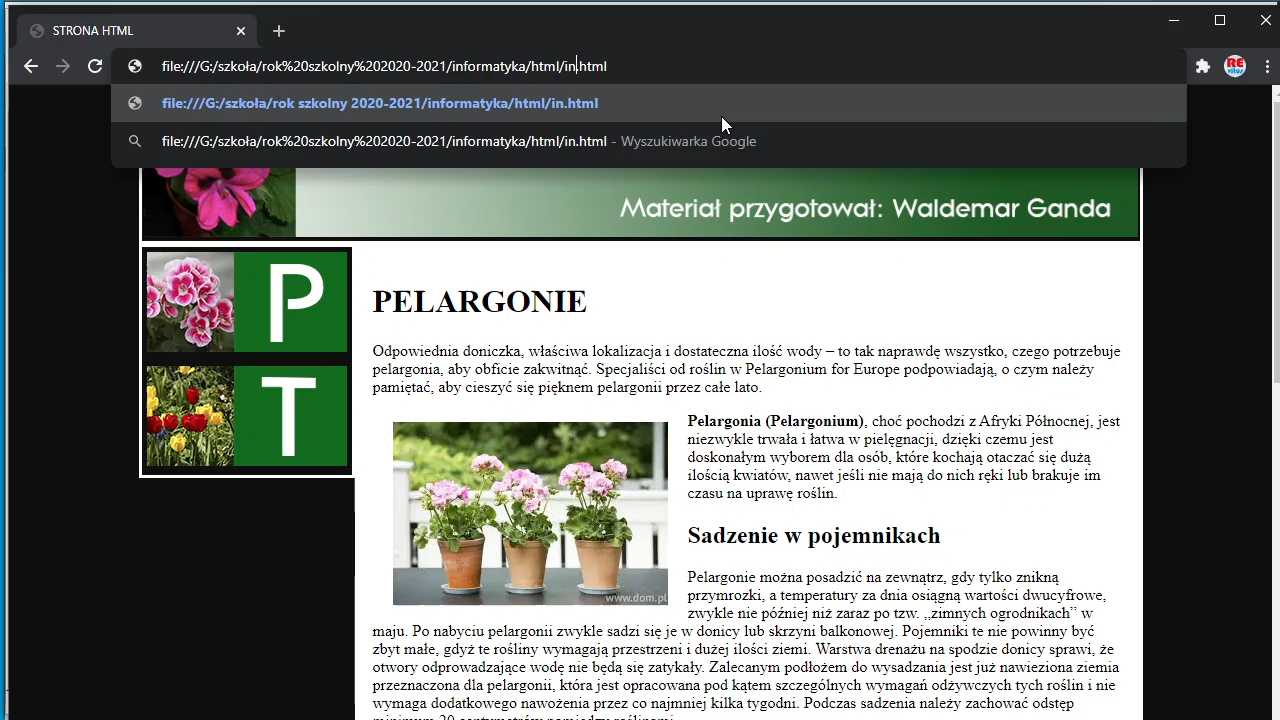 STRONA HTML
file:///G:/szkoła/rok%20szkolny%202020-2021/informatyka/html/in.html
file:///G:/szkoła/rok szkolny 2020-2021/informatyka/html/in.html
file:///G:/szkoła/rok%20szkolny%202020-2021/informatyka/html/in.html - Wyszukiwarka Google
RE
Materiał przygotował: Waldemar Ganda
P
T
PELARGONIE
Odpowiednia doniczka, właściwa lokalizacja i dostateczna ilość wody – to tak naprawdę wszystko, czego potrzebuje
pelargonia, aby obficie zakwitnąć. Specjaliści od roślin w Pelargonium for Europe podpowiadają, o czym należy
pamiętać, aby cieszyć się pięknem pelargonii przez całe lato.
Pelargonia (Pelargonium), choć pochodzi z Afryki Północnej, jest
niezwykle trwała i łatwa w pielęgnacji, dzięki czemu jest
doskonałym wyborem dla osób, które kochają otaczać się dużą
ilością kwiatów, nawet jeśli nie mają do nich ręki lub brakuje im
czasu na uprawę roślin.
www.dom.pl
Sadzenie w pojemnikach
Pelargonie można posadzić na zewnątrz, gdy tylko znikną
przymrozki, a temperatury za dnia osiągną wartości dwucyfrowe,
zwykle nie później niż zaraz po tzw. ,,zimnych ogrodnikach” w
maju. Po nabyciu pelargonii zwykle sadzi się je w donicy lub skrzyni balkonowej. Pojemniki te nie powinny być
zbyt małe, gdyż te rośliny wymagają przestrzeni i dużej ilości ziemi. Warstwa drenażu na spodzie donicy sprawi, że
otwory odprowadzające wodę nie będą się zatykały. Zalecanym podłożem do wysadzania jest już nawieziona ziemia
przeznaczona dla pelargonii, która jest opracowana pod kątem szczególnych wymagań odżywczych tych roślin i nie
wymaga dodatkowego nawożenia przez co najmniej kilka tygodni. Podczas sadzenia należy zachować odstęp
minimum 20 centymetrów pomiędzy roślinami.